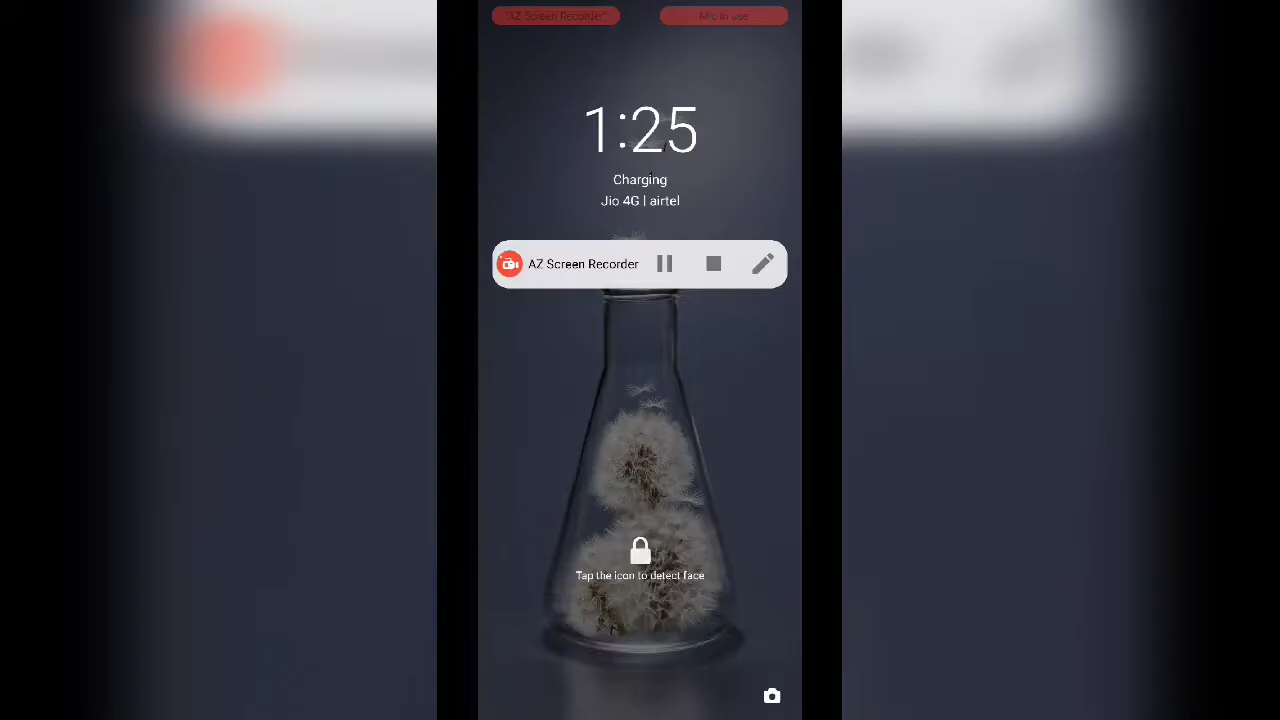 "AZ Screen Recorder"
Mic in use
1:25
Charging
Jio 4G | airtel
AZ Screen Recorder
Tap the icon to detect face